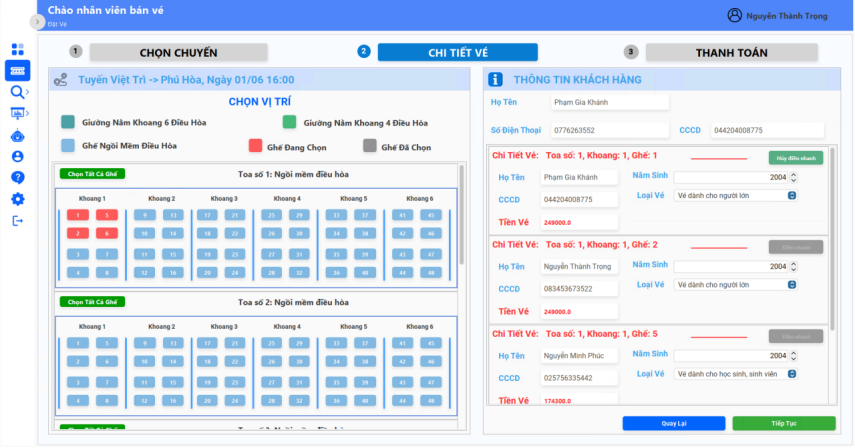 Chào nhân viên bán vé
Đặt Vé
Nguyễn Thành Trọng
1 CHỌN CHUYẾN
2 CHI TIẾT VÉ
3 THANH TOÁN
Tuyến Việt Trì -> Phú Hòa, Ngày 01/06 16:00
CHỌN VỊ TRÍ
Giường Nằm Khoang 6 Điều Hòa
Giường Nằm Khoang 4 Điều Hòa
Ghế Ngồi Mềm Điều Hòa
Ghế Đang Chọn
Ghế Đã Chọn
Chọn Tất Cả Ghế
Toa số 1: Ngồi mềm điều hòa
Khoang 1 Khoang 2 Khoang 3 Khoang 4 Khoang 5 Khoang 6
1 5 9 13 17 21 25 29 33 37 41 45
2 6 10 14 18 22 26 30 34 38 42 46
3 7 11 15 19 23 27 31 35 39 43 47
4 8 12 16 20 24 28 32 36 40 44 48
Chọn Tất Cả Ghế
Toa số 2: Ngồi mềm điều hòa
Khoang 1 Khoang 2 Khoang 3 Khoang 4 Khoang 5 Khoang 6
1 5 9 13 17 21 25 29 33 37 41 45
2 6 10 14 18 22 26 30 34 38 42 46
3 7 11 15 19 23 27 31 35 39 43 47
4 8 12 16 20 24 28 32 36 40 44 48
THÔNG TIN KHÁCH HÀNG
Họ Tên Phạm Gia Khánh
Số Điện Thoại 0776263552 CCCD 044204008775
Chi Tiết Vé: Toa số: 1, Khoang: 1, Ghế: 1 Hủy điền nhanh
Họ Tên Phạm Gia Khánh Năm Sinh 2004
CCCD 044204008775 Loại Vé Vé dành cho người lớn
Tiền Vé 249000.0
Chi Tiết Vé: Toa số: 1, Khoang: 1, Ghế: 2 Điền nhanh
Họ Tên Nguyễn Thành Trọng Năm Sinh 2004
CCCD 083453673522 Loại Vé Vé dành cho người lớn
Tiền Vé 249000.0
Chi Tiết Vé: Toa số: 1, Khoang: 1, Ghế: 5 Điền nhanh
Họ Tên Nguyễn Minh Phúc Năm Sinh 2004
CCCD 025756335442 Loại Vé Vé dành cho học sinh, sinh viên
Tiền Vé 174300.0
Quay Lại
Tiếp Tục